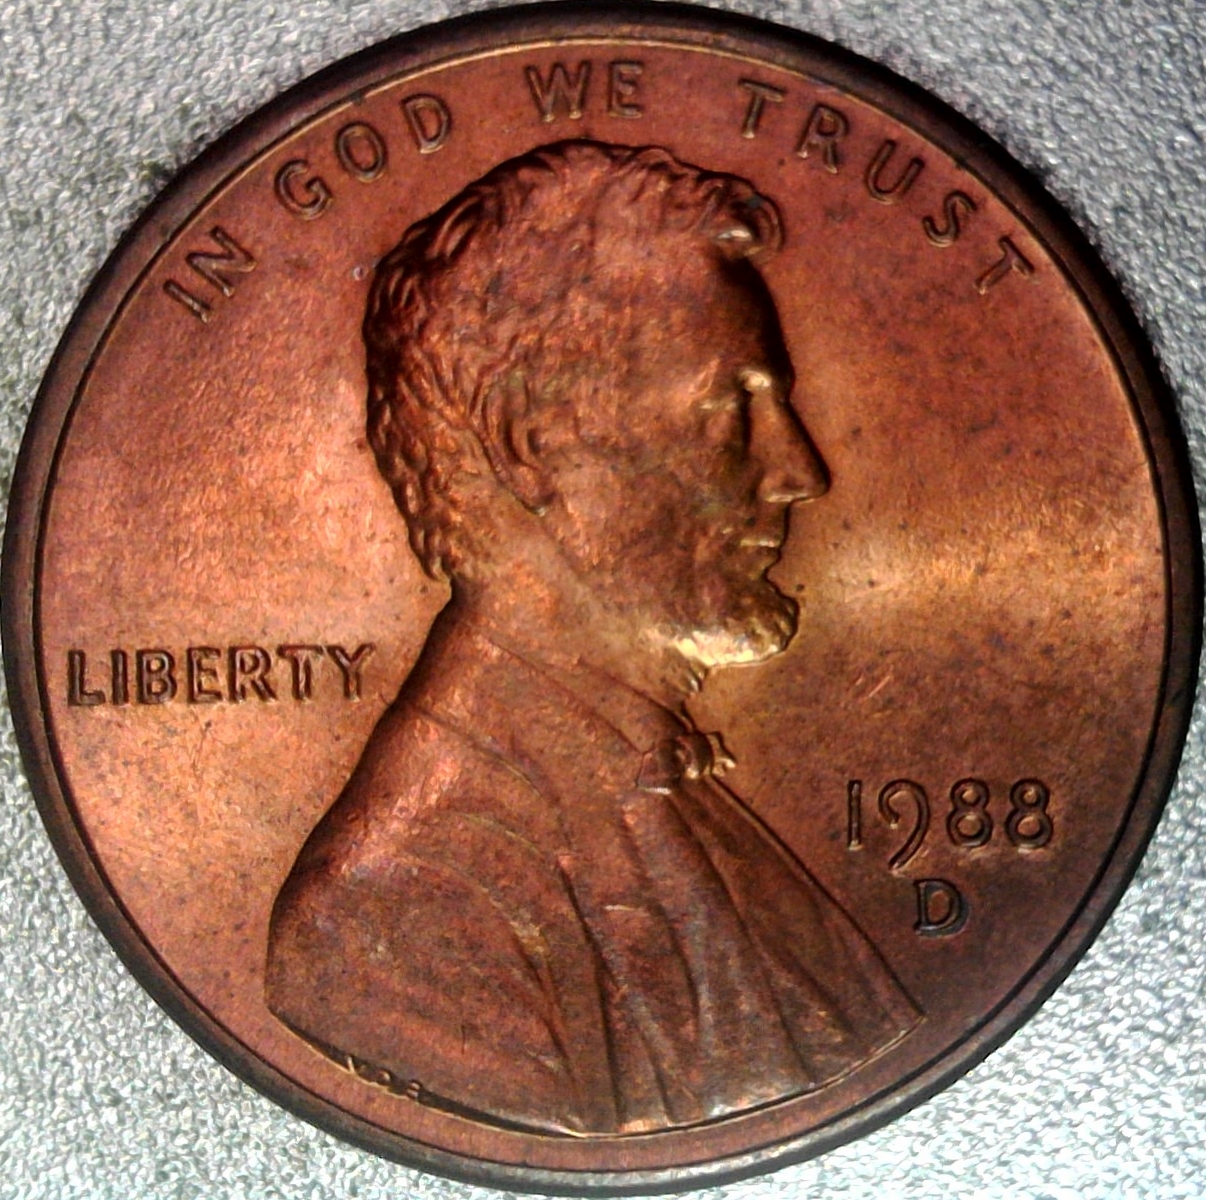 IN GOD WE TRUST
LIBERTY
1988
D